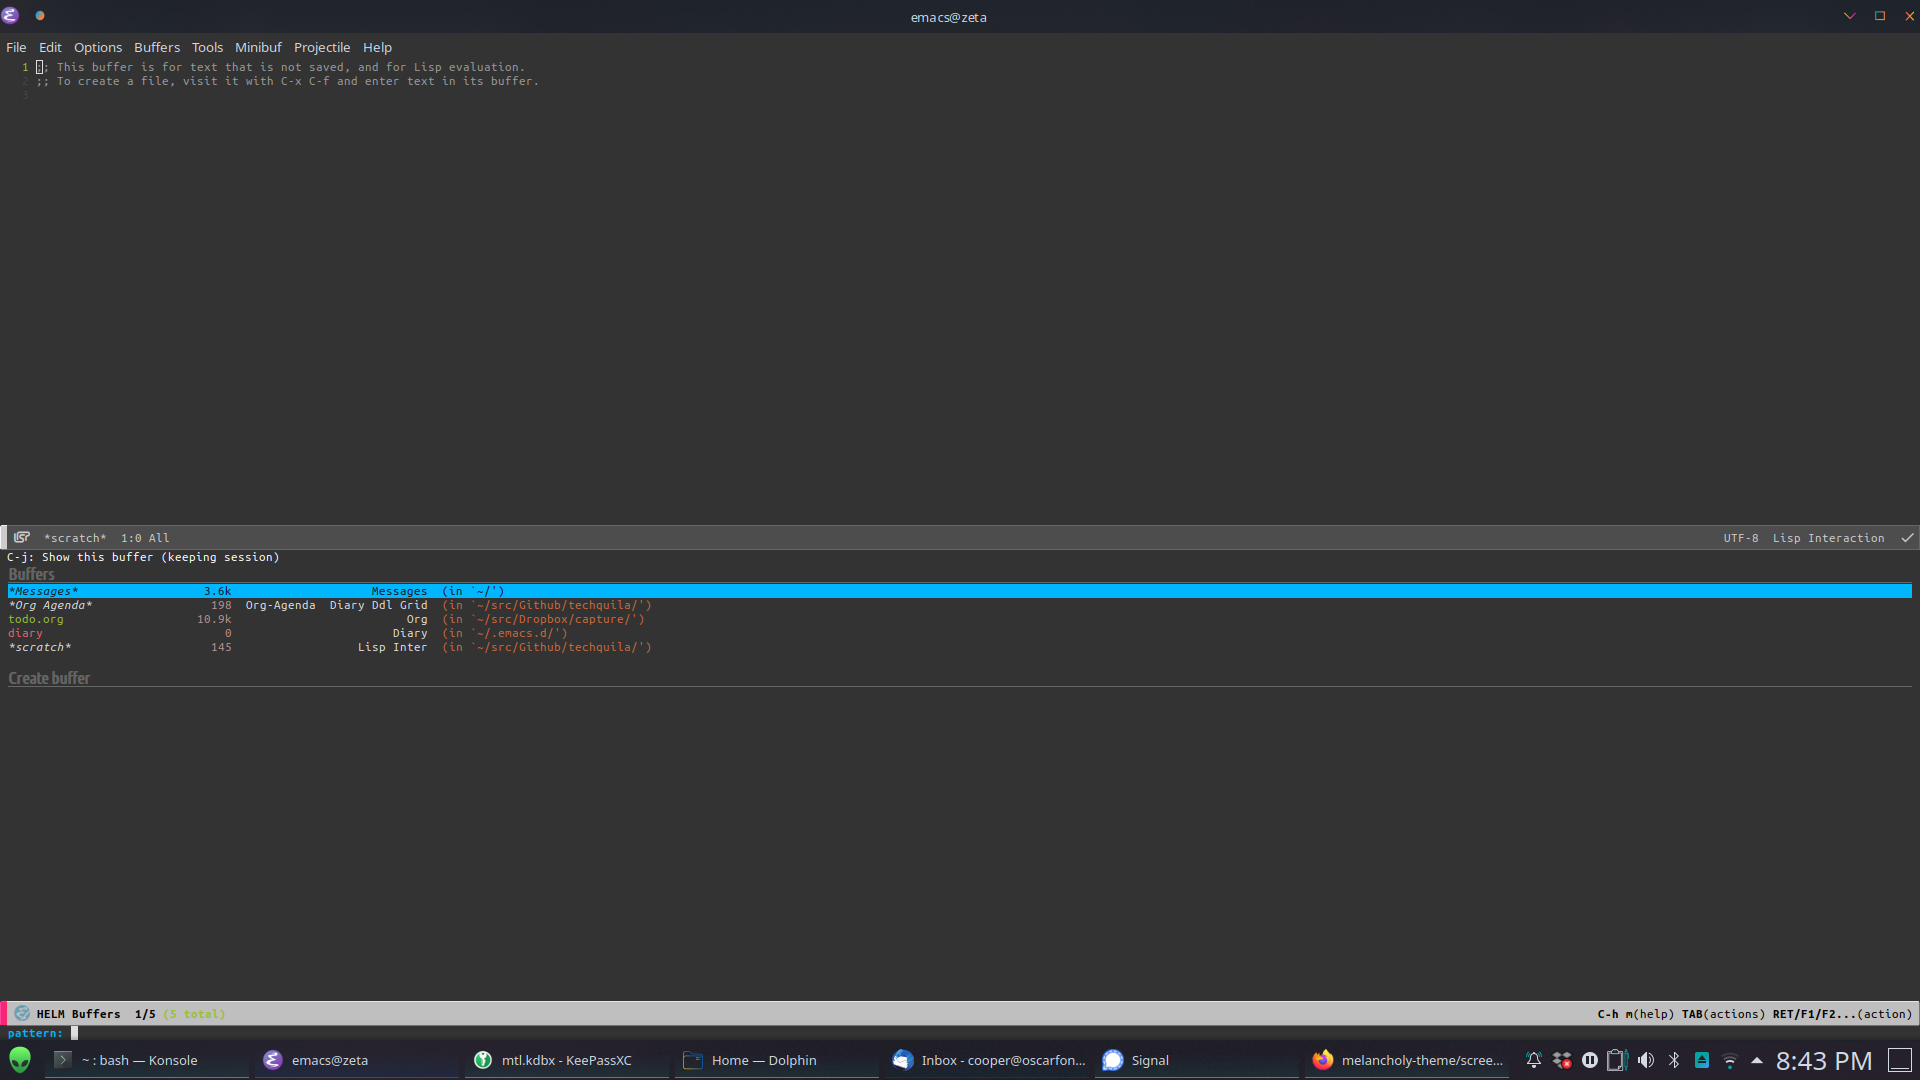 emacs@zeta
File Edit Options Buffers Tools Minibuf Projectile Help
1 ;; This buffer is for text that is not saved, and for Lisp evaluation.
2 ;; To create a file, visit it with C-x C-f and enter text in its buffer.
3
*scratch* 1:0 All UTF-8 Lisp Interaction
C-j: Show this buffer (keeping session)
Buffers
*Messages* 3.6k Messages (in `~/')
*Org Agenda* 198 Org-Agenda Diary Ddl Grid (in `~/src/Github/techquila/')
todo.org 10.9k Org (in `~/src/Dropbox/capture/')
diary 0 Diary (in `~/.emacs.d/')
*scratch* 145 Lisp Inter (in `~/src/Github/techquila/')
Create buffer
HELM Buffers 1/5 (5 total) C-h m(help) TAB(actions) RET/F1/F2...(action)
pattern:
~ : bash — Konsole emacs@zeta mtl.kdbx - KeePassXC Home — Dolphin Inbox - cooper@oscarfon... Signal melancholy-theme/scree... 8:43 PM